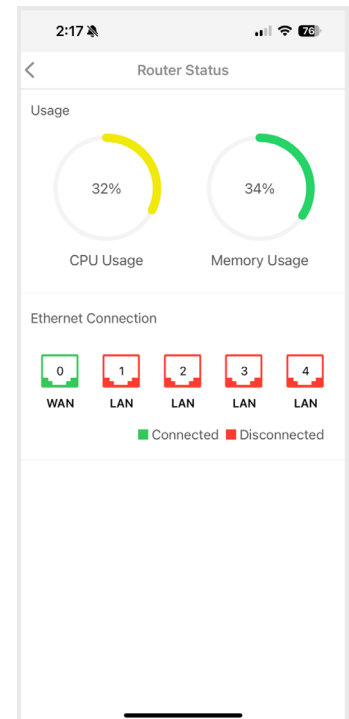 2:17 76
Router Status
Usage
32% 34%
CPU Usage Memory Usage
Ethernet Connection
0 1 2 3 4
WAN LAN LAN LAN LAN
Connected Disconnected